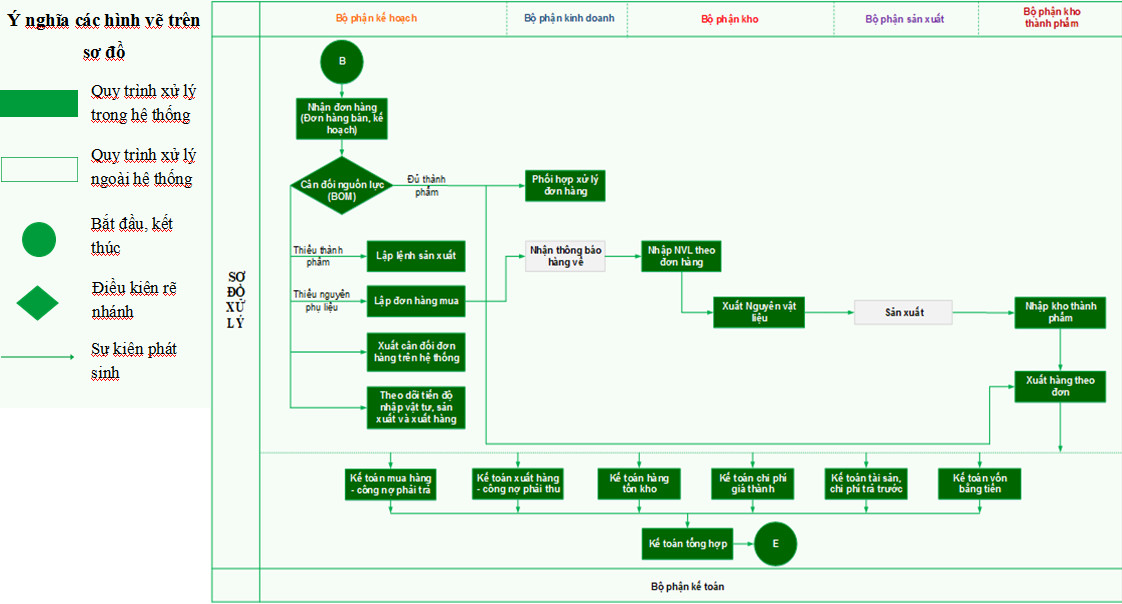 Ý nghĩa các hình vẽ trên
sơ đồ
Quy trình xử lý
trong hệ thống
Quy trình xử lý
ngoài hệ thống
Bắt đầu, kết
thúc
Điều kiện rẽ
nhánh
Sự kiện phát
sinh
Bộ phận kế hoạch
Bộ phận kinh doanh
Bộ phận kho
Bộ phận sản xuất
Bộ phận kho
thành phẩm
SƠ
ĐỒ
XỬ
LÝ
B
Nhận đơn hàng
(Đơn hàng bán, kế
hoạch)
Cân đối nguồn lực
(BOM)
Đủ thành
phẩm
Phối hợp xử lý
đơn hàng
Thiếu thành
phẩm
Lập lệnh sản xuất
Nhận thông báo
hàng về
Nhập NVL theo
đơn hàng
Thiếu nguyên
phụ liệu
Lập đơn hàng mua
Xuất Nguyên vật
liệu
Sản xuất
Nhập kho thành
phẩm
Xuất cân đối đơn
hàng trên hệ thống
Theo dõi tiến độ
nhập vật tư, sản
xuất và xuất hàng
Xuất hàng theo
đơn
Kế toán mua hàng
- công nợ phải trả
Kế toán xuất hàng
- công nợ phải thu
Kế toán hàng
tồn kho
Kế toán chi phí
giá thành
Kế toán tài sản,
chi phí trả trước
Kế toán vốn
bằng tiền
Kế toán tổng hợp
E
Bộ phận kế toán